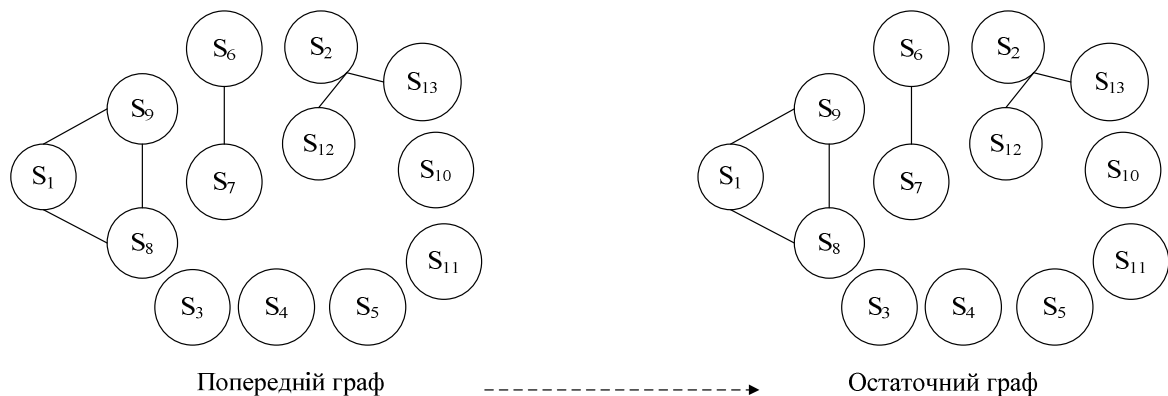 S6 S2 S13
S9
S12
S1 S7 S10
S8
S11
S3 S4 S5
Попередній граф
S6 S2 S13
S9
S12
S1 S7 S10
S8
S11
S3 S4 S5
Остаточний граф